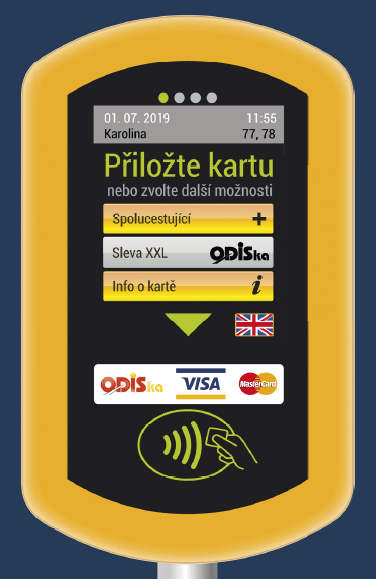 01. 07. 2019 11:55
Karolina 77, 78
Přiložte kartu
nebo zvolte další možnosti
Spolucestující +
Sleva XXL ODISka
Info o kartě i
ODISka VISA MasterCard